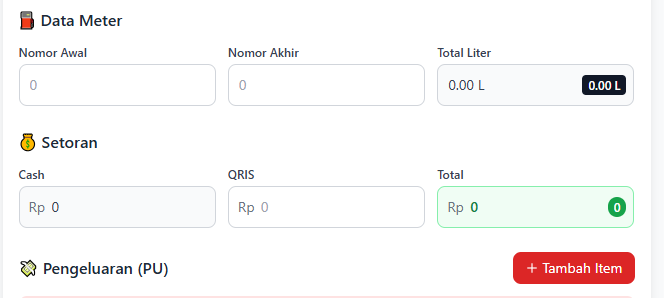 Data Meter
Nomor Awal Nomor Akhir Total Liter
0 0 0.00 L 0.00 L
Setoran
Cash QRIS Total
Rp 0 Rp 0 Rp 0 0
Pengeluaran (PU) + Tambah Item